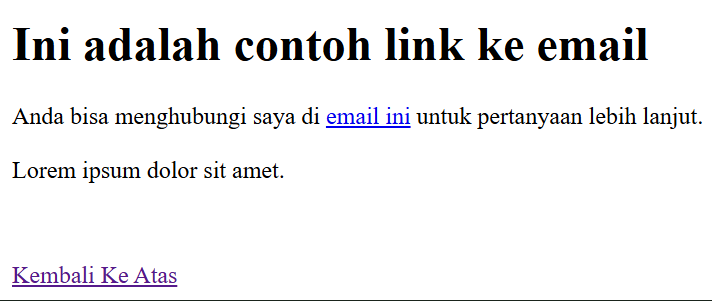 Ini adalah contoh link ke email
Anda bisa menghubungi saya di email ini untuk pertanyaan lebih lanjut.
Lorem ipsum dolor sit amet.
Kembali Ke Atas